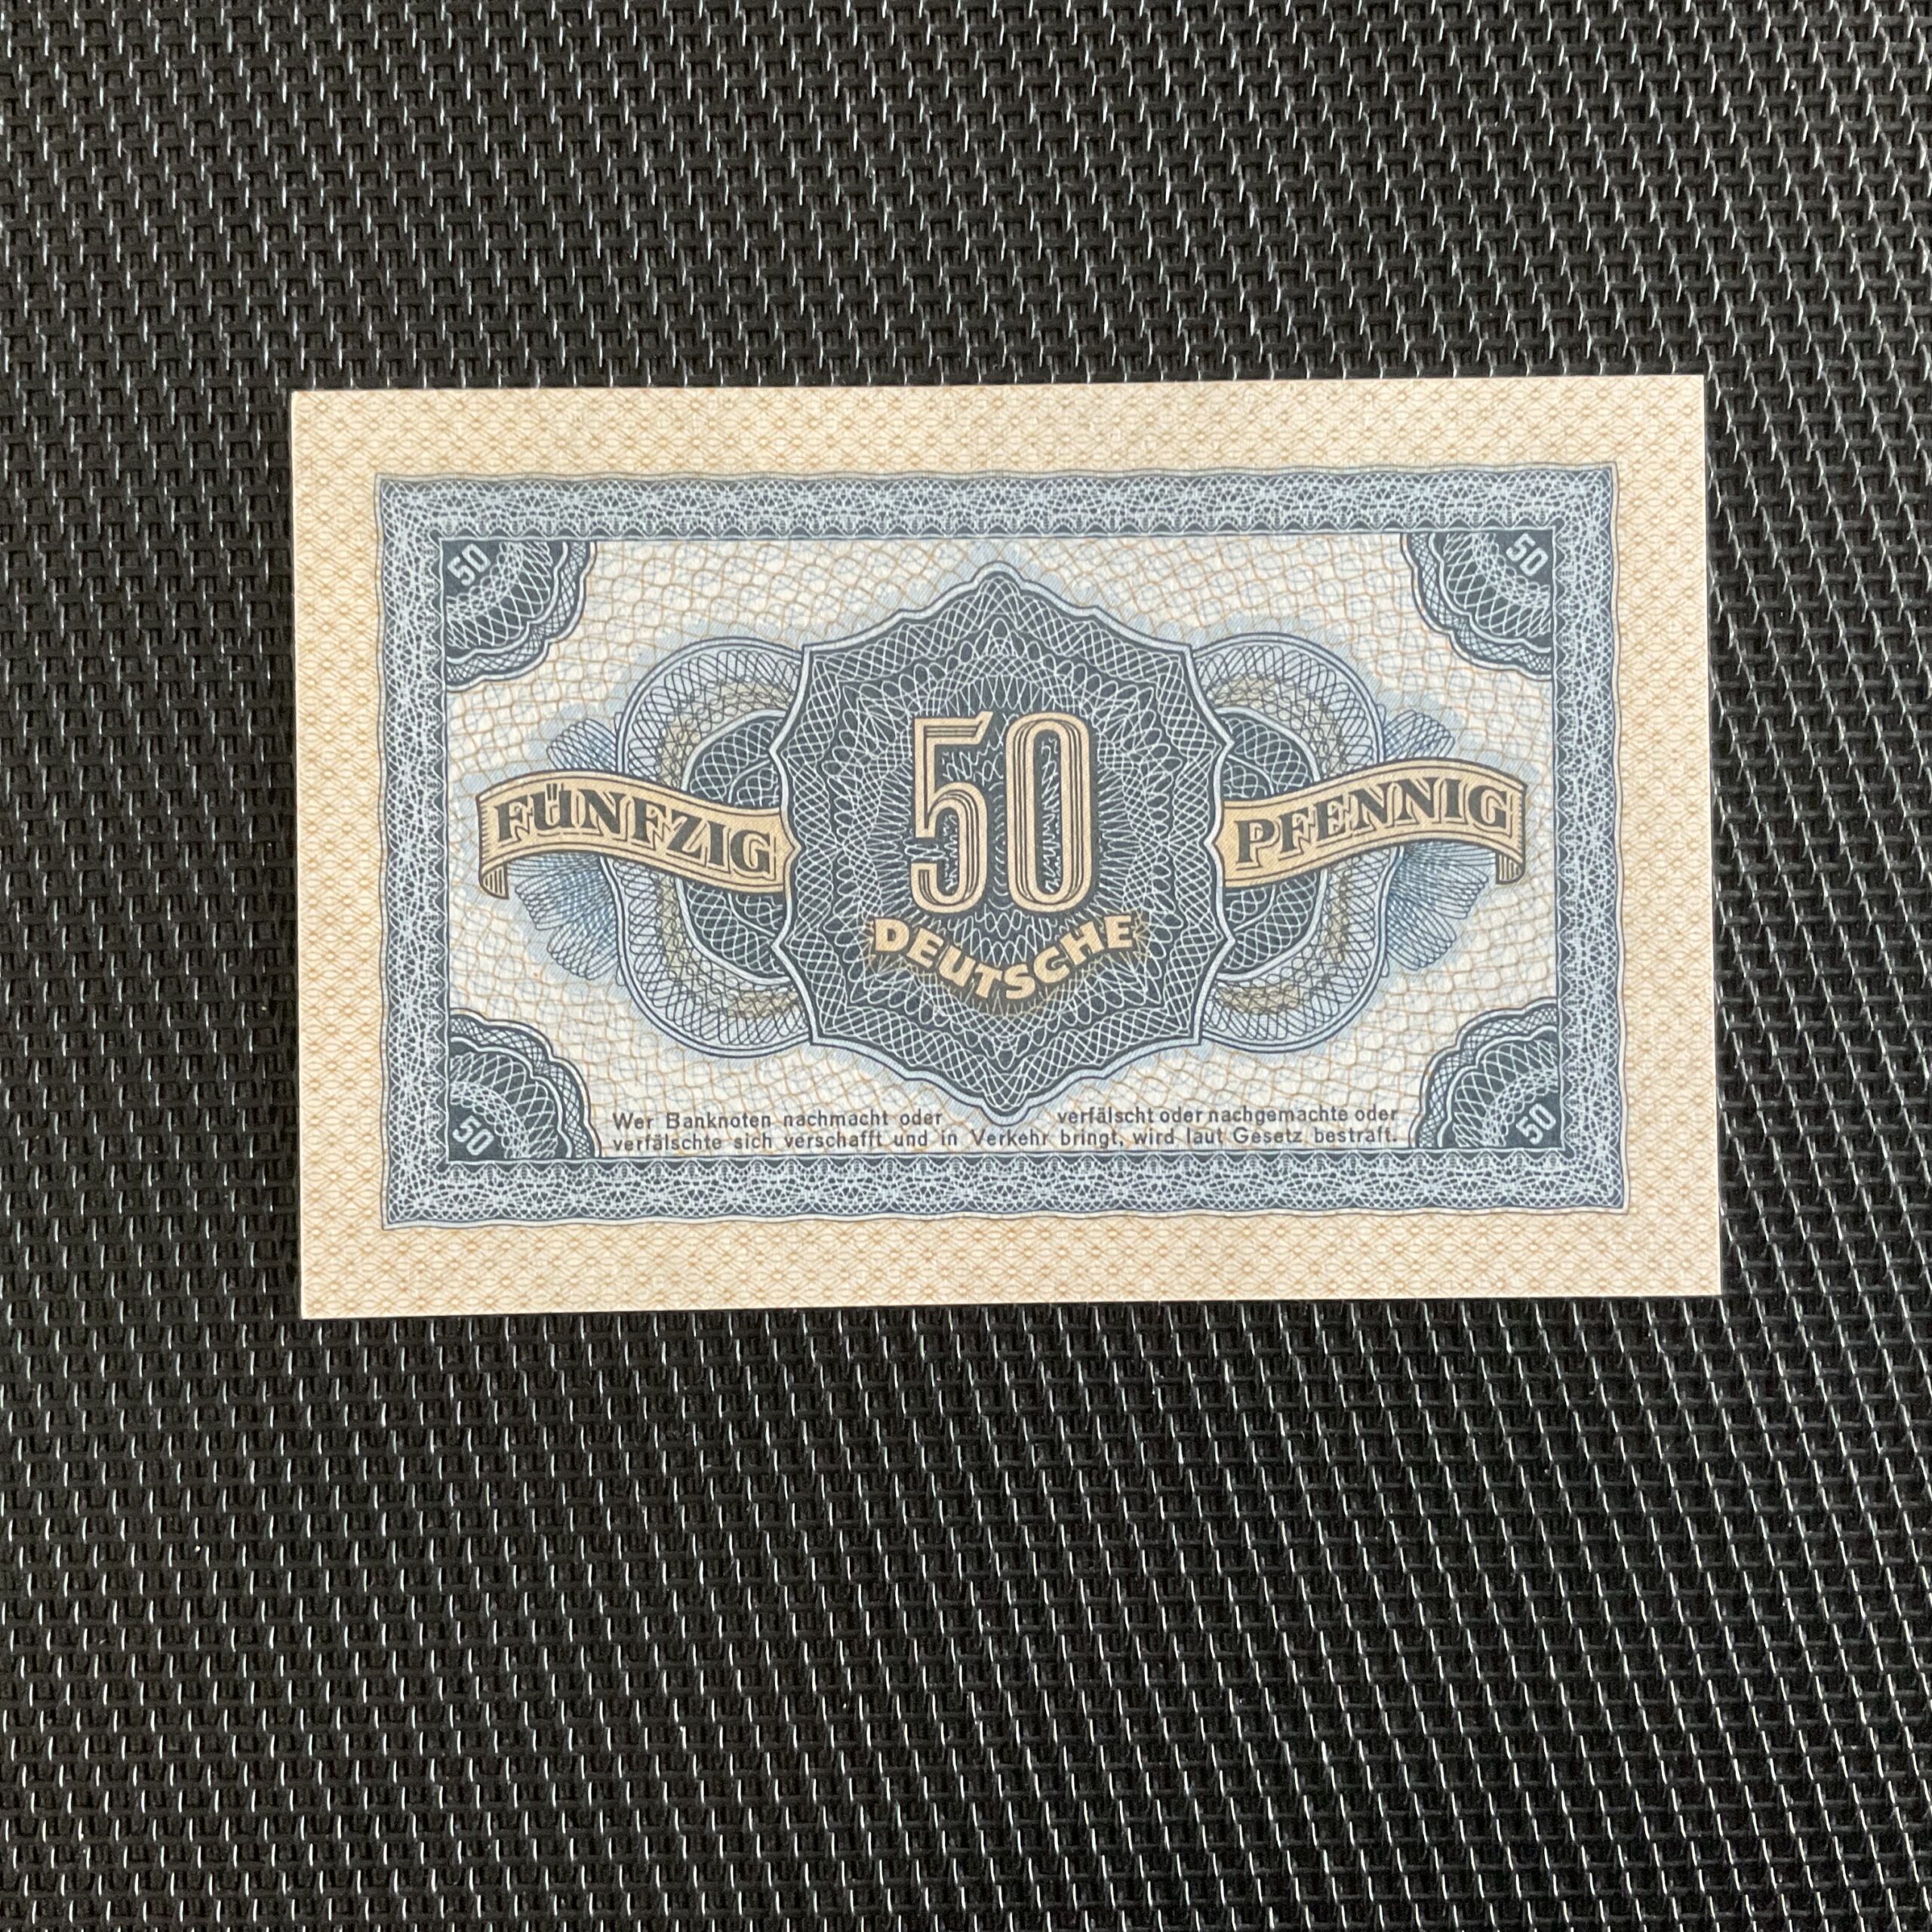 50 50
50
FÜNFZIG PFENNIG
DEUTSCHE
Wer Banknoten nachmacht oder verfälscht oder nachgemachte oder
verfälschte sich verschafft und in Verkehr bringt, wird laut Gesetz bestraft.
50 50